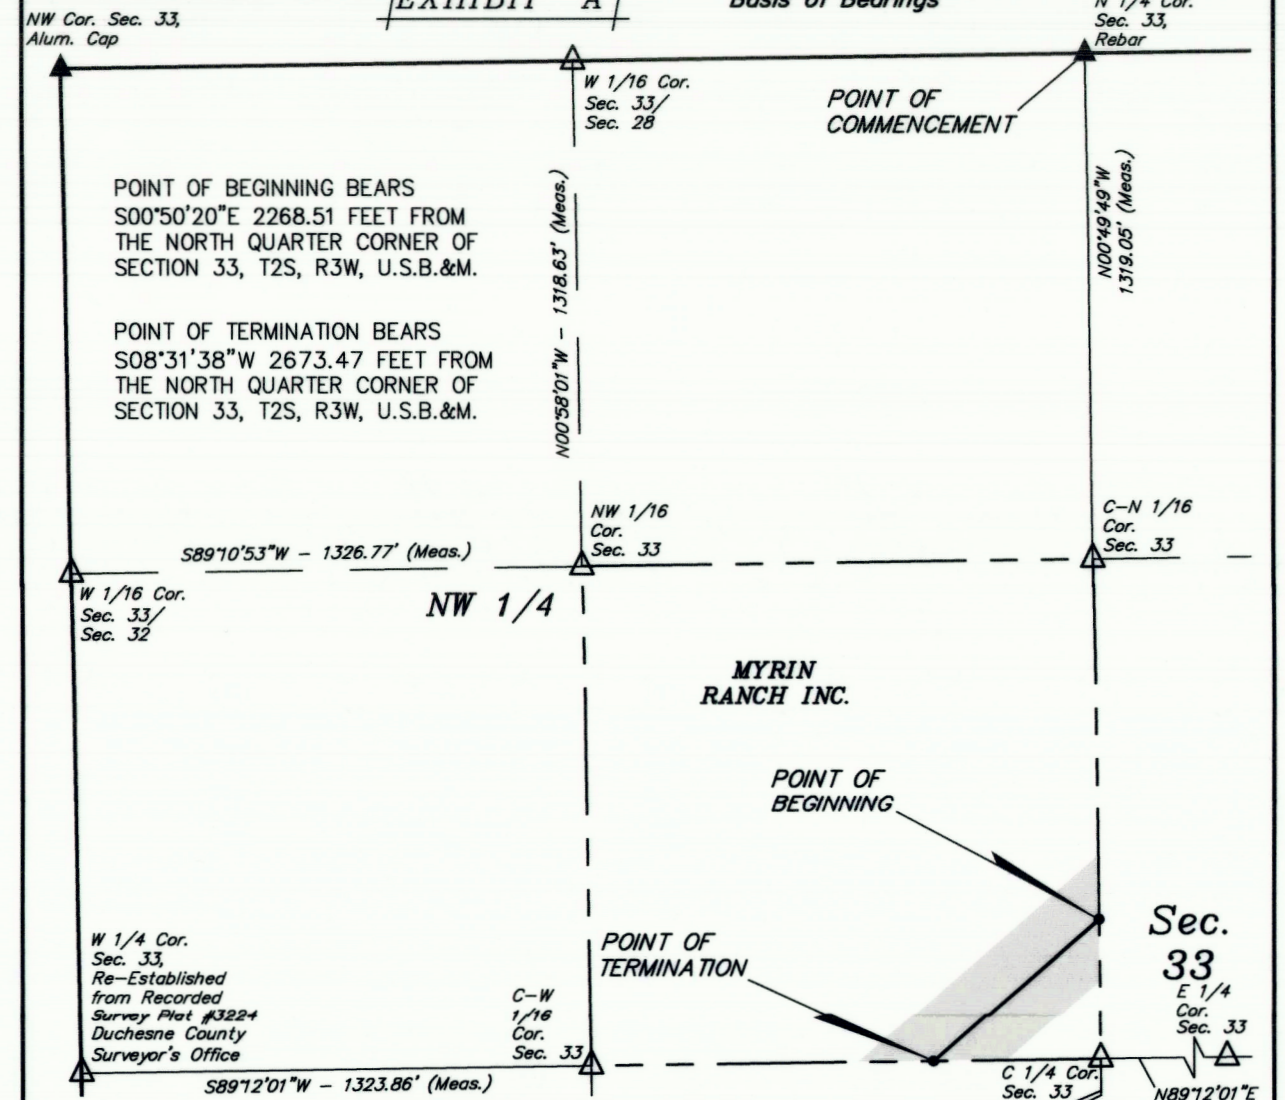 EXHIBIT "A"
Basis of Bearings
NW Cor. Sec. 33,
Alum. Cap
N 1/4 Cor.
Sec. 33,
Rebar
W 1/16 Cor.
Sec. 33/
Sec. 28
POINT OF
COMMENCEMENT
POINT OF BEGINNING BEARS
S00°50'20"E 2268.51 FEET FROM
THE NORTH QUARTER CORNER OF
SECTION 33, T2S, R3W, U.S.B.&M.
POINT OF TERMINATION BEARS
S08°31'38"W 2673.47 FEET FROM
THE NORTH QUARTER CORNER OF
SECTION 33, T2S, R3W, U.S.B.&M.
N00°58'01"W - 1318.63' (Meas.)
N00°49'49"W
1319.05' (Meas.)
S89°10'53"W - 1326.77' (Meas.)
NW 1/16
Cor.
Sec. 33
C-N 1/16
Cor.
Sec. 33
W 1/16 Cor.
Sec. 33/
Sec. 32
NW 1/4
MYRIN
RANCH INC.
POINT OF
BEGINNING
POINT OF
TERMINATION
Sec.
33
W 1/4 Cor.
Sec. 33,
Re-Established
from Recorded
Survey Plat #3224
Duchesne County
Surveyor's Office
C-W
1/16
Cor.
Sec. 33
E 1/4
Cor.
Sec. 33
S89°12'01"W - 1323.86' (Meas.)
C 1/4 Cor.
Sec. 33
N89°12'01"E